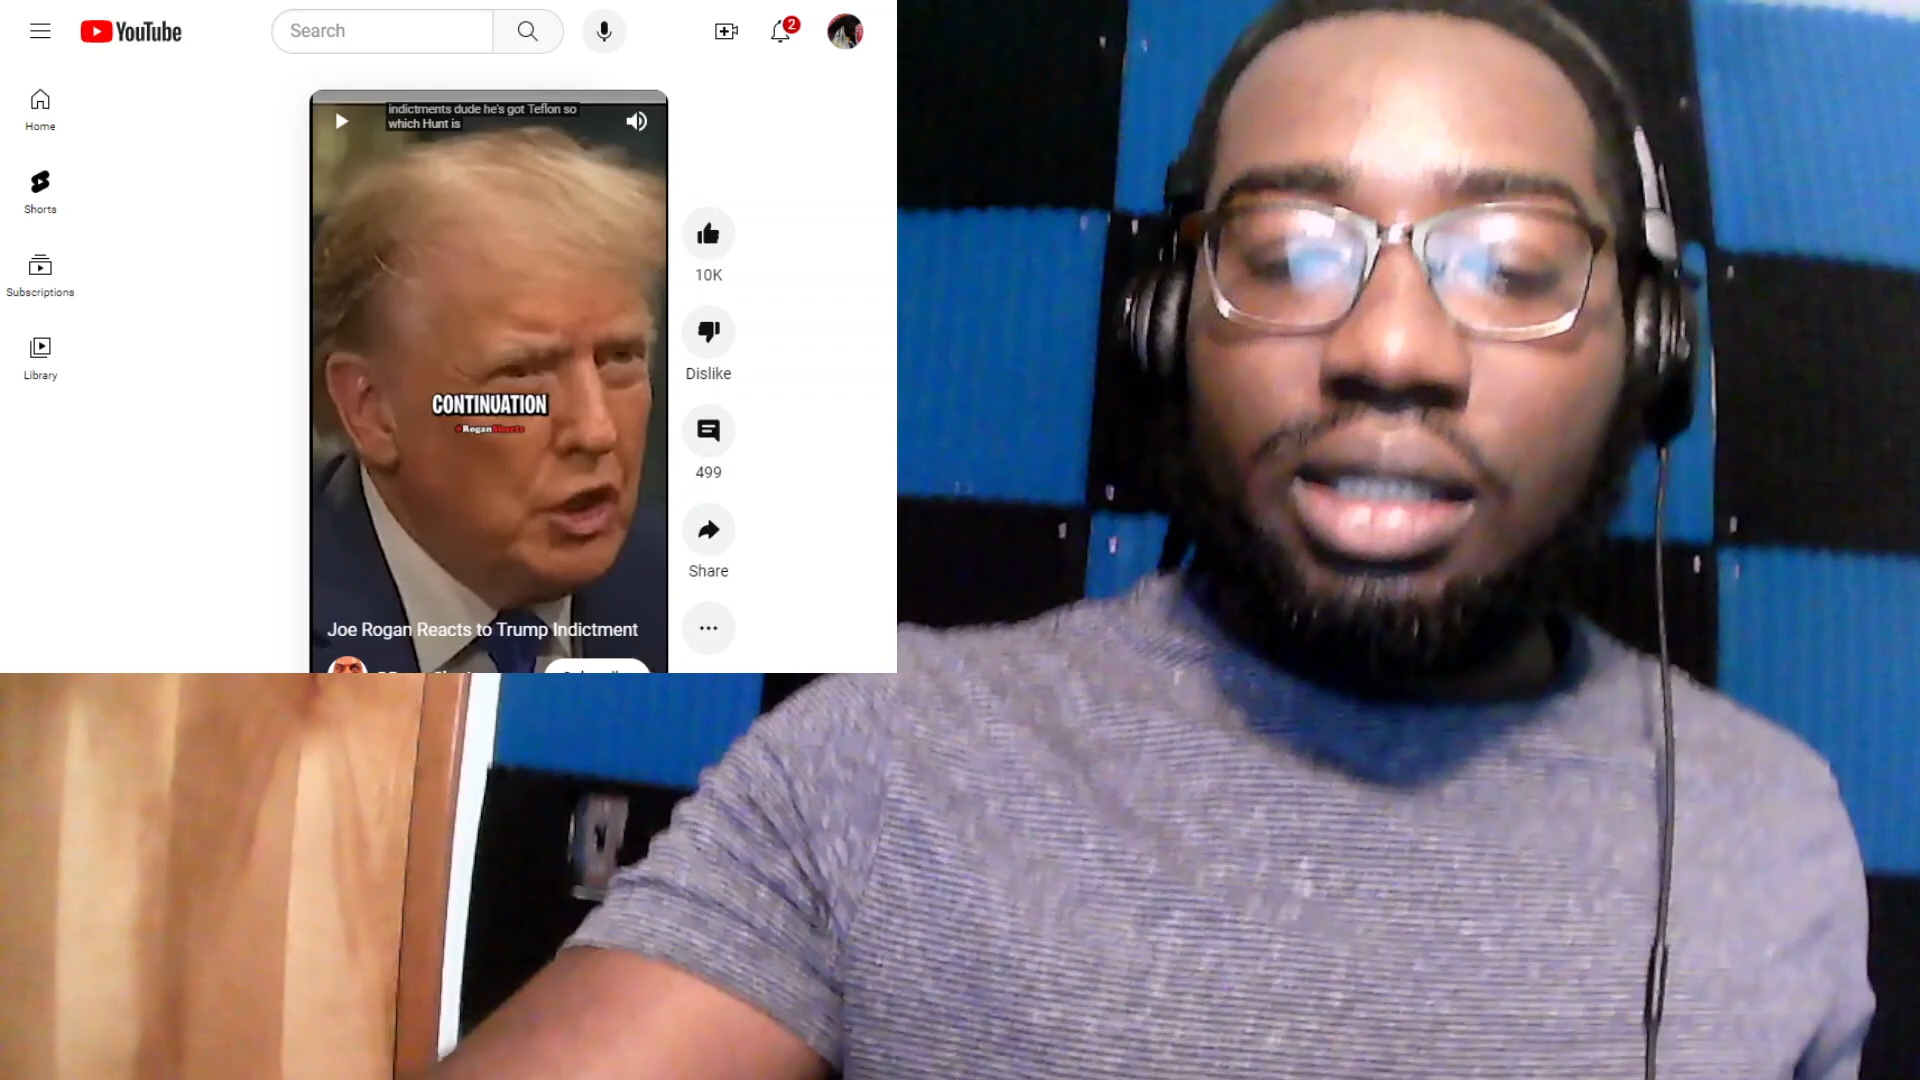 YouTube
Search
2
Home
Shorts
Subscriptions
Library
indictments dude he's got Teflon so
which Hunt is
CONTINUATION
#RoganShorts
Joe Rogan Reacts to Trump Indictment
10K
Dislike
499
Share